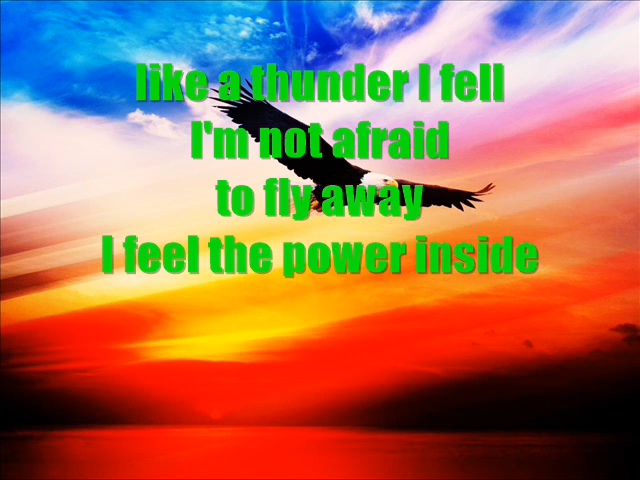 like a thunder I fell
I'm not afraid
to fly away
I feel the power inside